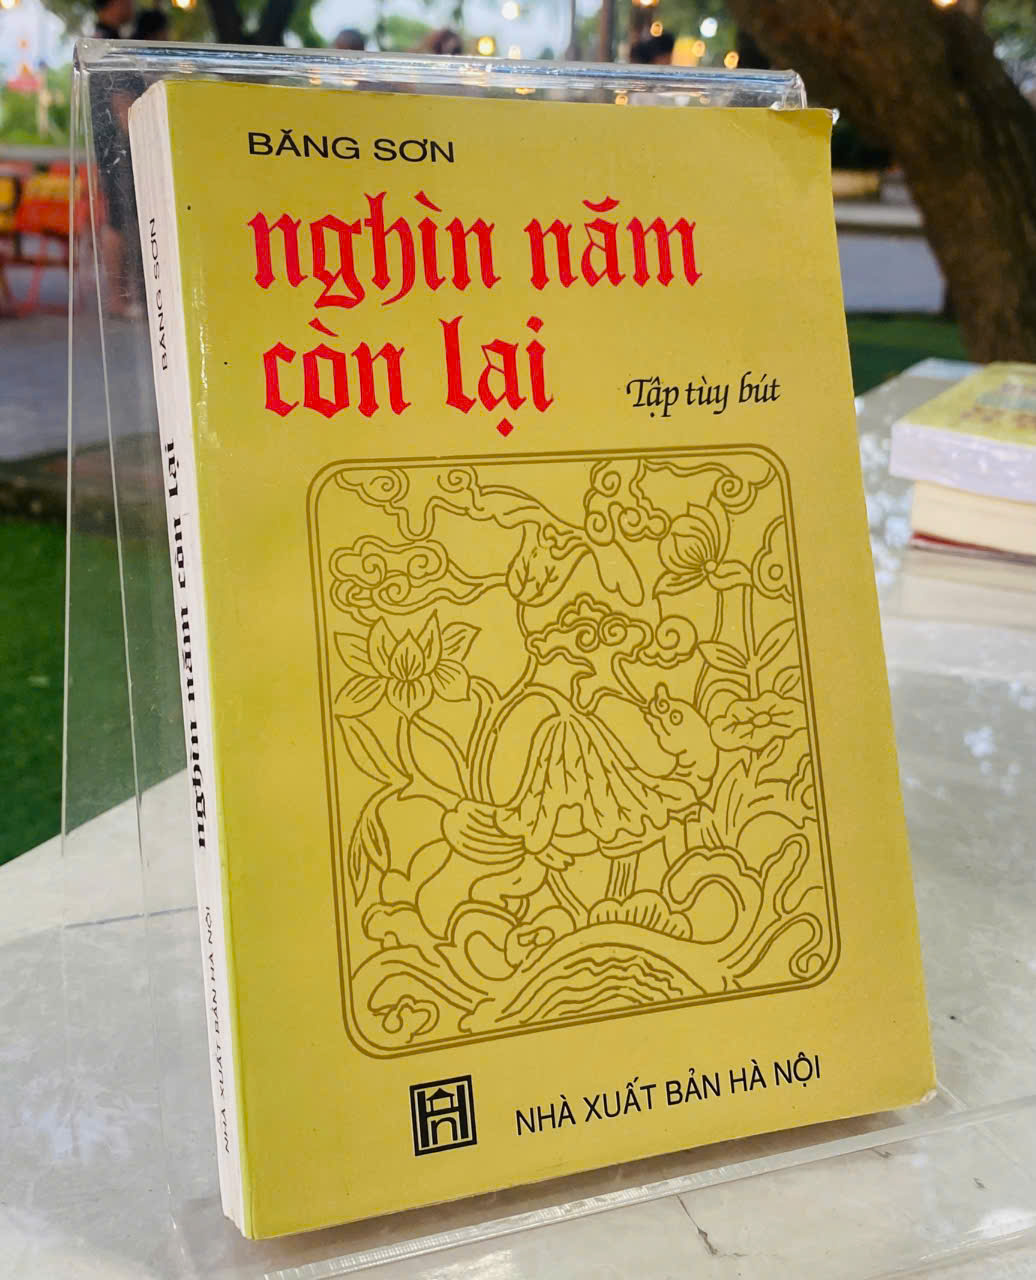 BĂNG SƠN
nghìn năm
còn lại
Tập tùy bút
NHÀ XUẤT BẢN HÀ NỘI
BĂNG SƠN
nghìn năm còn lại
NHÀ XUẤT BẢN HÀ NỘI